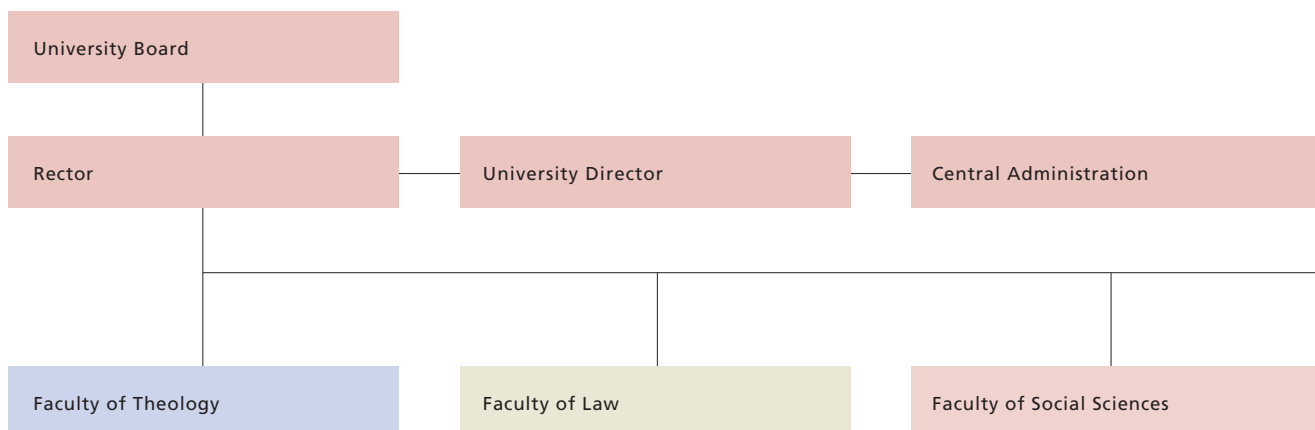 University Board
Rector
University Director
Central Administration
Faculty of Theology
Faculty of Law
Faculty of Social Sciences